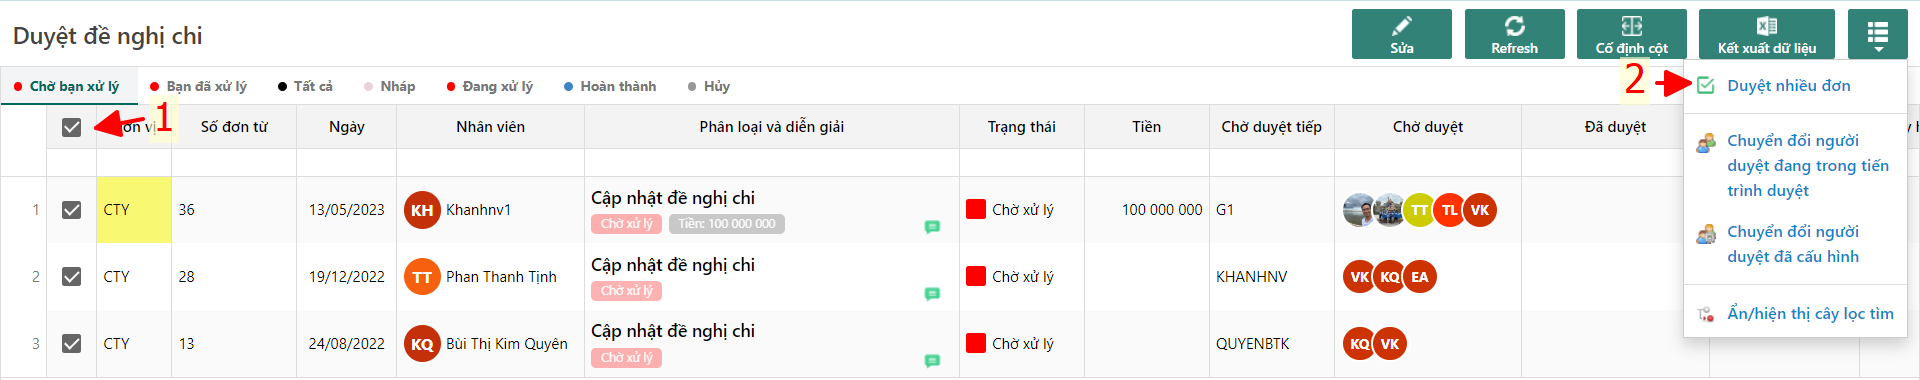 Duyệt đề nghị chi
Sửa
Refresh
Cố định cột
Kết xuất dữ liệu
Chờ bạn xử lý
Bạn đã xử lý
Tất cả
Nháp
Đang xử lý
Hoàn thành
Hủy
2
Duyệt nhiều đơn
Chuyển đổi người
duyệt đang trong tiến
trình duyệt
Chuyển đổi người
duyệt đã cấu hình
Ẩn/hiện thị cây lọc tìm
1
Số đơn từ
Ngày
Nhân viên
Phân loại và diễn giải
Trạng thái
Tiền
Chờ duyệt tiếp
Chờ duyệt
Đã duyệt
1 CTY 36 13/05/2023 KH Khanhnv1 Cập nhật đề nghị chi Chờ xử lý 100 000 000 G1 TT TL VK
Chờ xử lý Tiền: 100 000 000
2 CTY 28 19/12/2022 TT Phan Thanh Tịnh Cập nhật đề nghị chi Chờ xử lý KHANHNV VK KQ EA
Chờ xử lý
3 CTY 13 24/08/2022 KQ Bùi Thị Kim Quyên Cập nhật đề nghị chi Chờ xử lý QUYENBTK KQ VK
Chờ xử lý